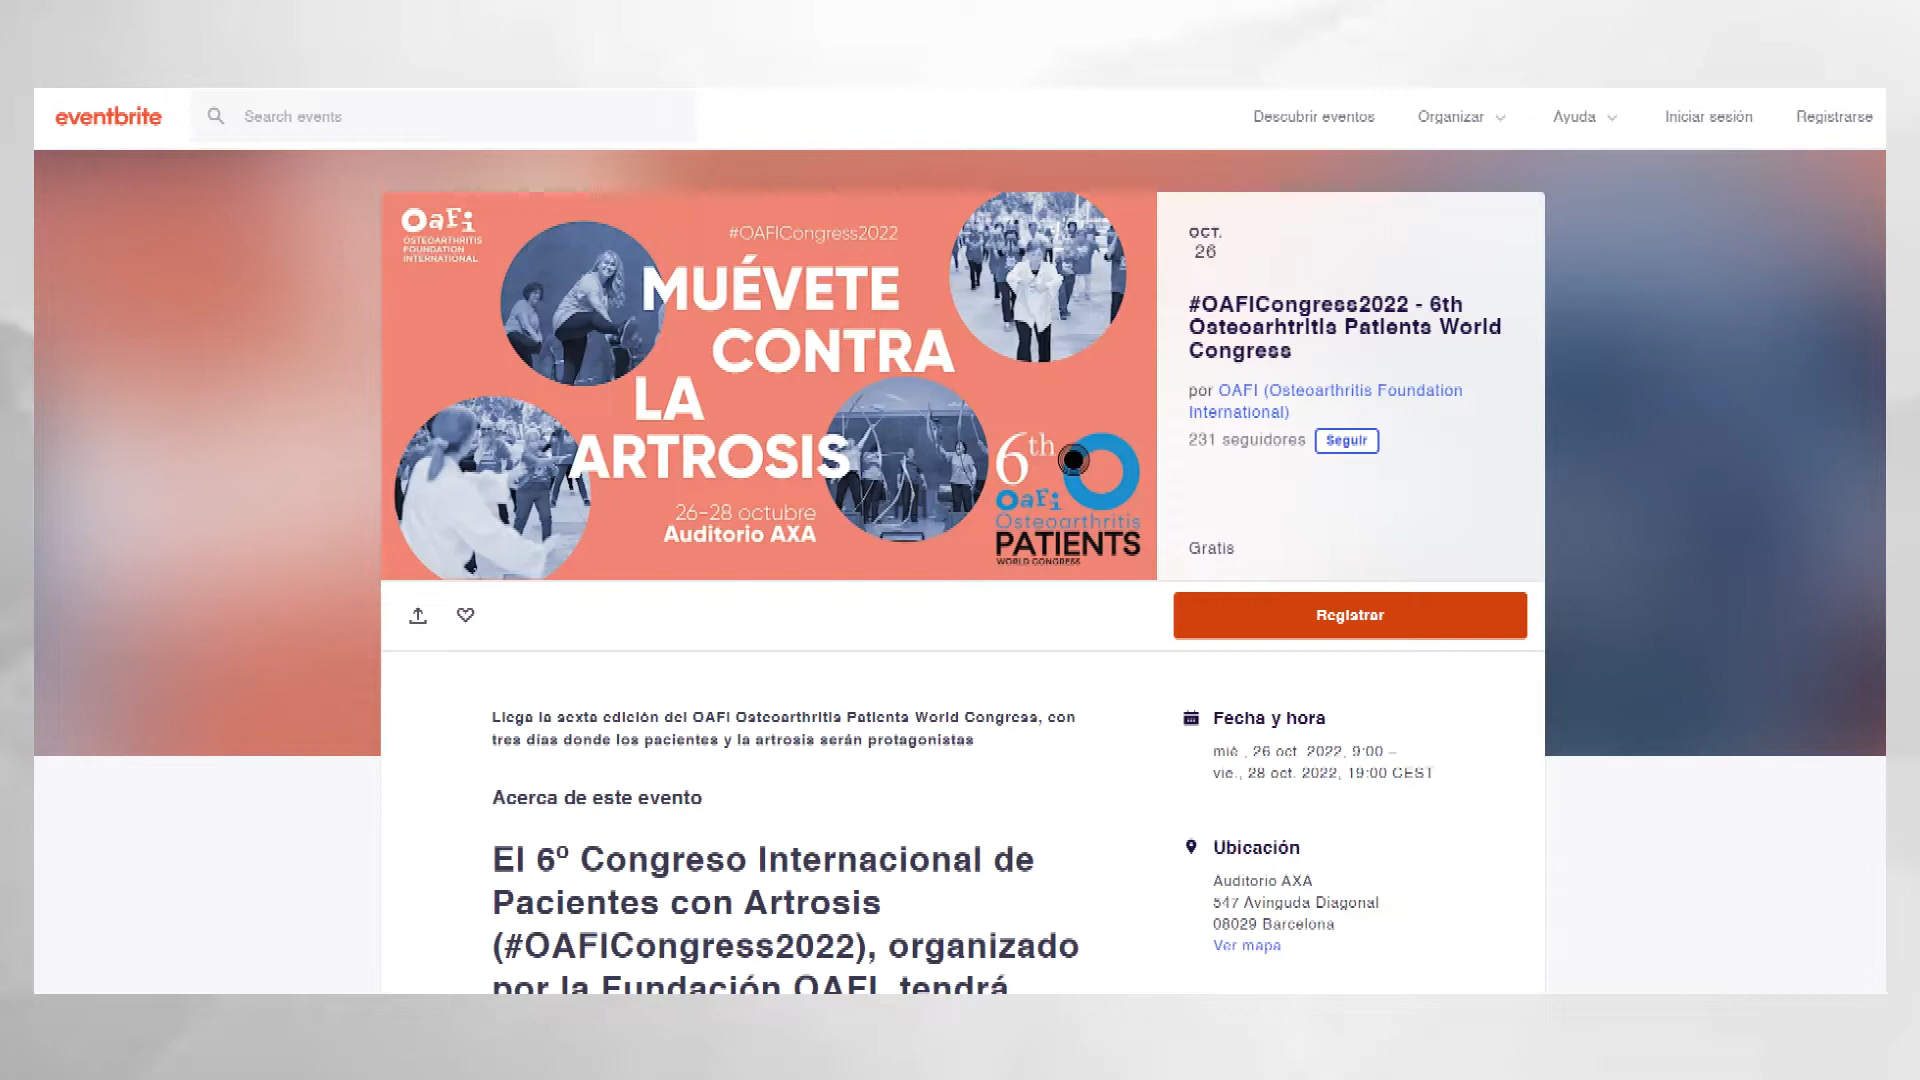 eventbrite
Search events
Descubrir eventos
Organizar
Ayuda
Iniciar sesión
Registrarse
OaFi
OSTEOARTHRITIS
FOUNDATION
INTERNATIONAL
#OAFICongress2022
MUÉVETE
CONTRA
LA
ARTROSIS
26-28 octubre
Auditorio AXA
6th
OaFi
Osteoarthritis
PATIENTS
WORLD CONGRESS
OCT.
26
#OAFICongress2022 - 6th
Osteoarhtritis Patients World
Congress
por OAFI (Osteoarthritis Foundation
International)
231 seguidores
Seguir
Gratis
Registrar
Llega la sexta edición del OAFI Osteoarthritis Patients World Congress, con
tres días donde los pacientes y la artrosis serán protagonistas
Acerca de este evento
El 6º Congreso Internacional de
Pacientes con Artrosis
(#OAFICongress2022), organizado
por la Fundación OAFI, tendrá
Fecha y hora
mié., 26 oct. 2022, 9:00 –
vie., 28 oct. 2022, 19:00 CEST
Ubicación
Auditorio AXA
547 Avinguda Diagonal
08029 Barcelona
Ver mapa